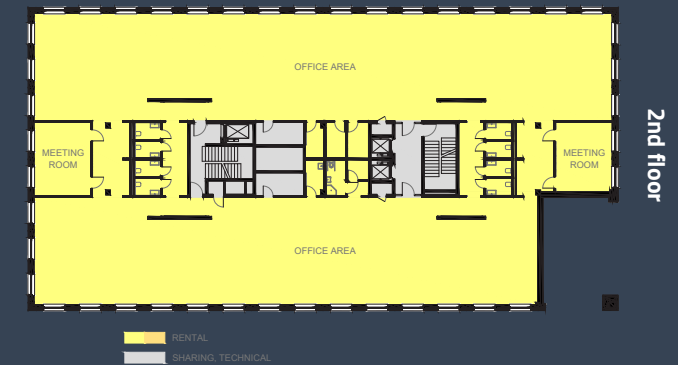 OFFICE AREA
MEETING
ROOM
MEETING
ROOM
2nd floor
OFFICE AREA
RENTAL
SHARING, TECHNICAL